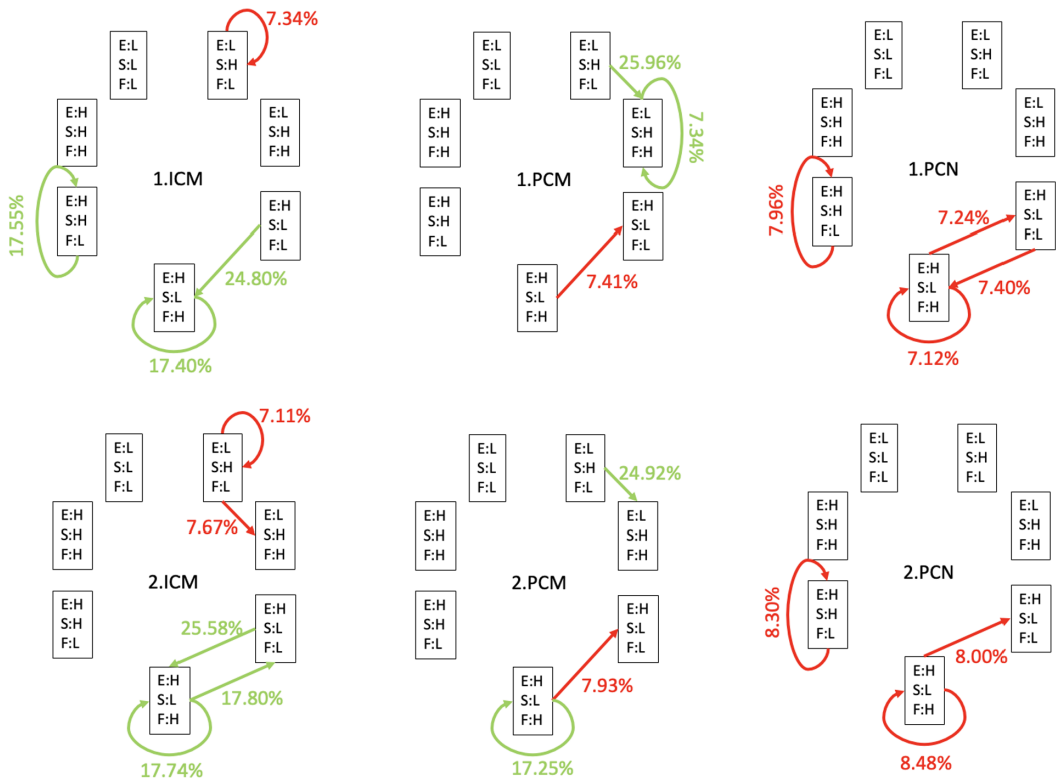 7.34%
E:L
S:L
F:L
E:L
S:H
F:L
E:H
S:H
F:H
E:L
S:H
F:H
1.ICM
17.55%
E:H
S:H
F:L
E:H
S:L
F:L
24.80%
E:H
S:L
F:H
17.40%
E:L
S:L
F:L
E:L
S:H
F:L
25.96%
E:H
S:H
F:H
E:L
S:H
F:H
7.34%
1.PCM
E:H
S:H
F:L
E:H
S:L
F:L
7.41%
E:H
S:L
F:H
E:L
S:L
F:L
E:L
S:H
F:L
E:H
S:H
F:H
E:L
S:H
F:H
1.PCN
7.96%
E:H
S:H
F:L
E:H
S:L
F:L
7.24%
7.40%
E:H
S:L
F:H
7.12%
7.11%
E:L
S:L
F:L
E:L
S:H
F:L
7.67%
E:H
S:H
F:H
E:L
S:H
F:H
2.ICM
E:H
S:H
F:L
E:H
S:L
F:L
25.58%
17.80%
E:H
S:L
F:H
17.74%
E:L
S:L
F:L
E:L
S:H
F:L
24.92%
E:H
S:H
F:H
E:L
S:H
F:H
2.PCM
E:H
S:H
F:L
E:H
S:L
F:L
7.93%
E:H
S:L
F:H
17.25%
E:L
S:L
F:L
E:L
S:H
F:L
E:H
S:H
F:H
E:L
S:H
F:H
2.PCN
8.30%
E:H
S:H
F:L
E:H
S:L
F:L
8.00%
E:H
S:L
F:H
8.48%